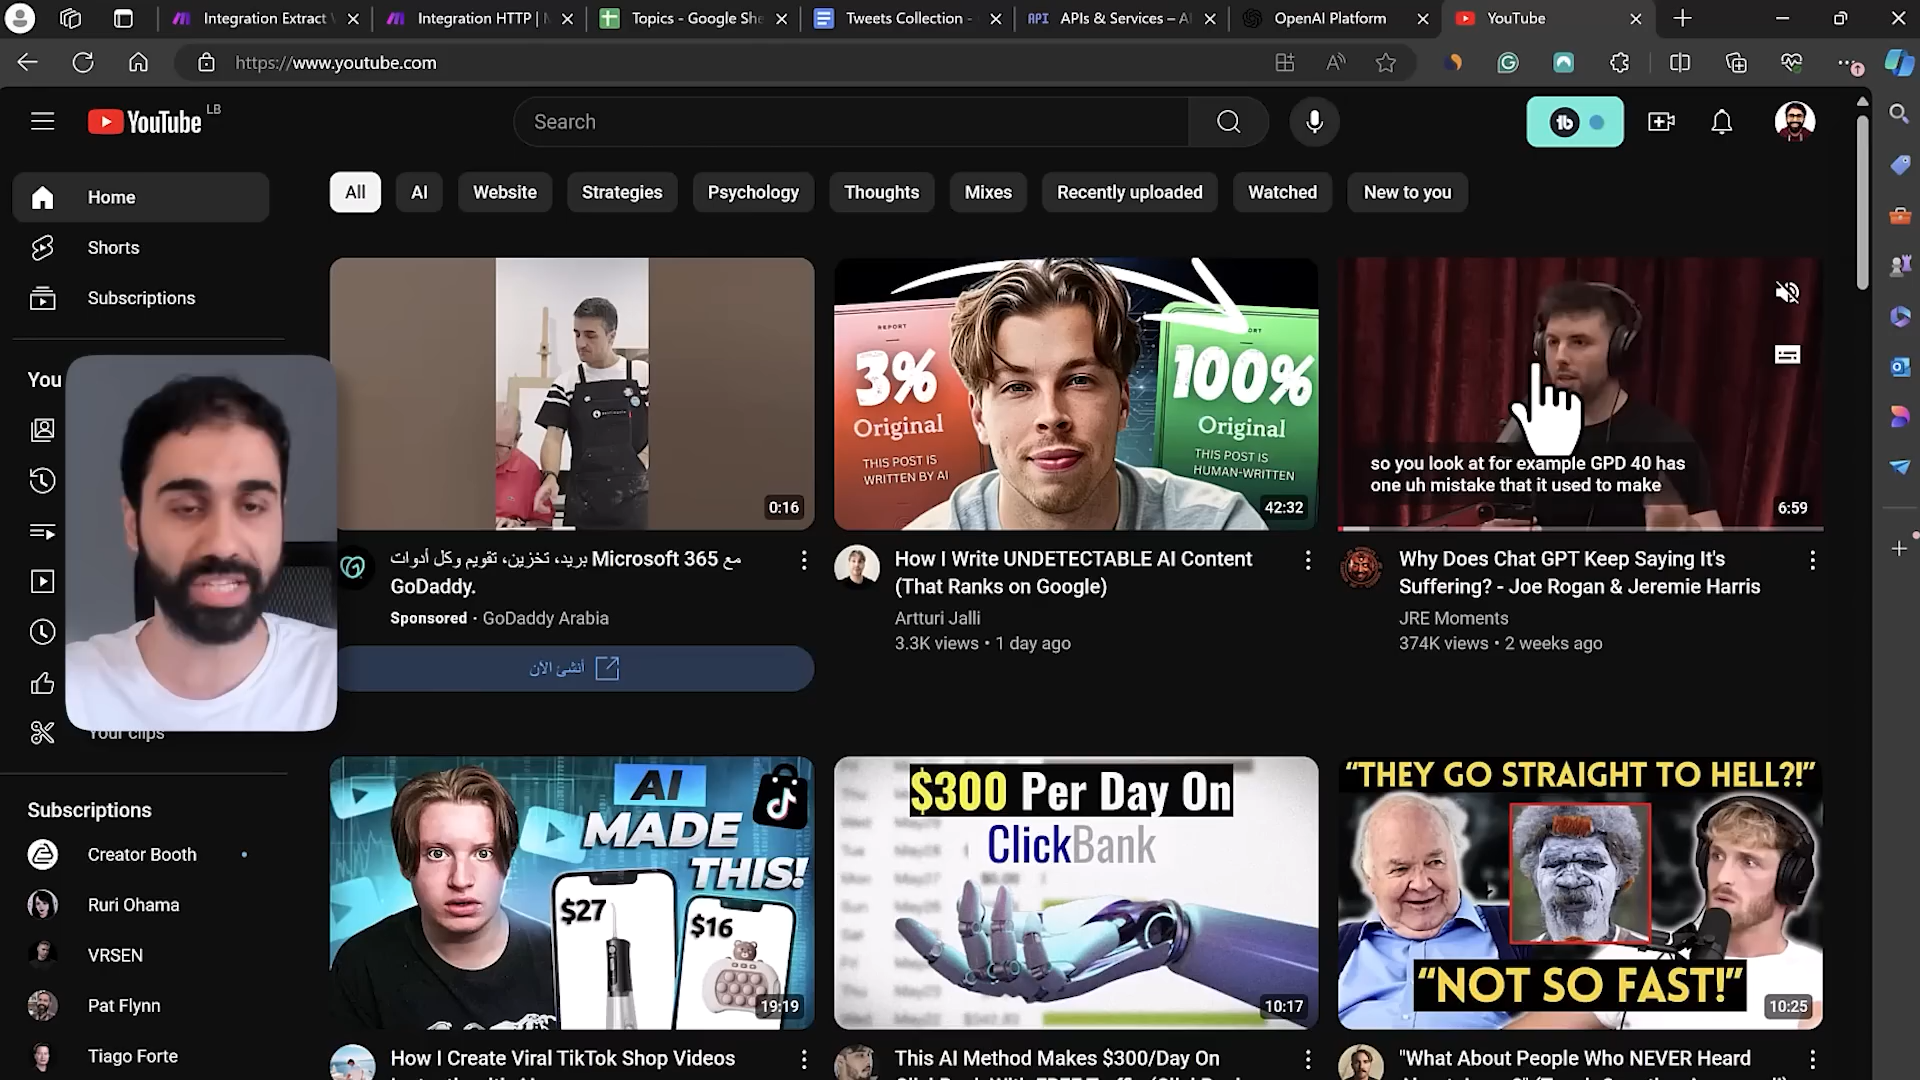 Integration Extract
Integration HTTP |
Topics - Google She
Tweets Collection -
API
APIs & Services – A
OpenAI Platform
YouTube
https://www.youtube.com
YouTube
LB
Search
Home
Shorts
Subscriptions
You
Your clips
Subscriptions
Creator Booth
Ruri Ohama
VRSEN
Pat Flynn
Tiago Forte
All
AI
Website
Strategies
Psychology
Thoughts
Mixes
Recently uploaded
Watched
New to you
0:16
مع Microsoft 365 بريد، تخزين، تقويم وكل أدوات
GoDaddy.
Sponsored · GoDaddy Arabia
أنشئ الآن
REPORT
3%
Original
THIS POST IS
WRITTEN BY AI
100%
Original
THIS POST IS
HUMAN-WRITTEN
42:32
How I Write UNDETECTABLE AI Content
(That Ranks on Google)
Artturi Jalli
3.3K views • 1 day ago
so you look at for example GPD 40 has
one uh mistake that it used to make
6:59
Why Does Chat GPT Keep Saying It's
Suffering? - Joe Rogan & Jeremie Harris
JRE Moments
374K views • 2 weeks ago
AI
MADE
THIS!
$27
$16
19:19
How I Create Viral TikTok Shop Videos
$300 Per Day On
ClickBank
10:17
This AI Method Makes $300/Day On
“THEY GO STRAIGHT TO HELL?!”
“NOT SO FAST!”
10:25
"What About People Who NEVER Heard